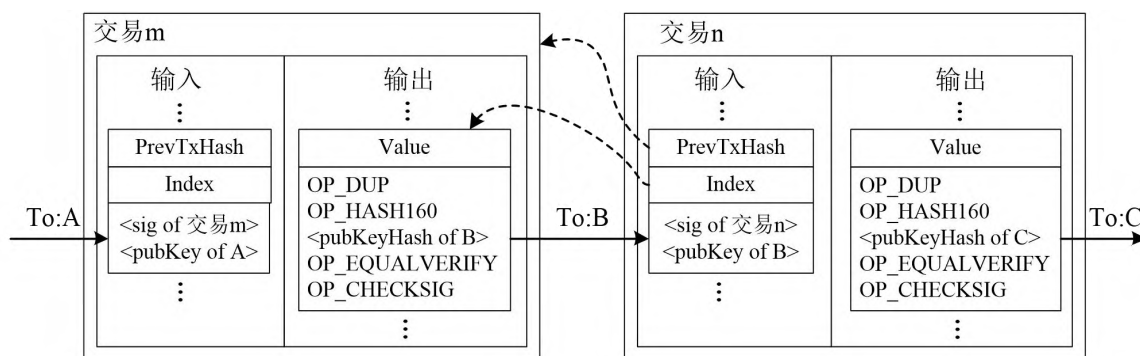 交易m
输入
PrevTxHash
Index
To:A
<sig of 交易m>
<pubKey of A>
输出
Value
OP_DUP
OP_HASH160
<pubKeyHash of B>
OP_EQUALVERIFY
OP_CHECKSIG
To:B
交易n
输入
PrevTxHash
Index
<sig of 交易n>
<pubKey of B>
输出
Value
OP_DUP
OP_HASH160
<pubKeyHash of C>
OP_EQUALVERIFY
OP_CHECKSIG
To:C